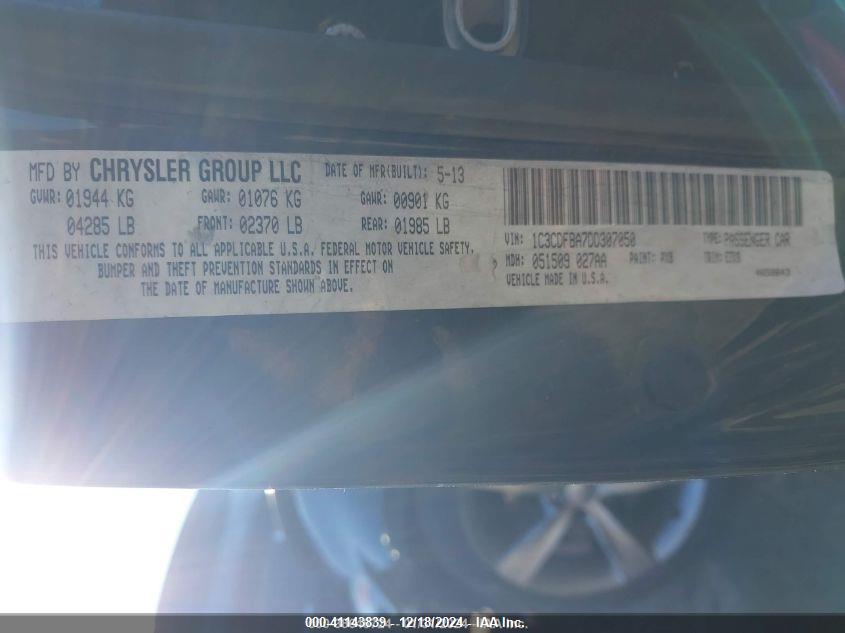 MFD BY CHRYSLER GROUP LLC DATE OF MFR(BUILT): 5-13
GVWR: 01944 KG GAWR: 01076 KG GAWR: 00901 KG
04285 LB FRONT: 02370 LB REAR: 01985 LB
THIS VEHICLE CONFORMS TO ALL APPLICABLE U.S.A. FEDERAL MOTOR VEHICLE SAFETY,
BUMPER AND THEFT PREVENTION STANDARDS IN EFFECT ON
THE DATE OF MANUFACTURE SHOWN ABOVE.
VIN: 1C3CDFBA7DD307050 TYPE: PASSENGER CAR
MDH: 051509 027AA PAINT: TRIM:
VEHICLE MADE IN U.S.A.
000-41143839 - 12/18/2024 - IAA Inc.